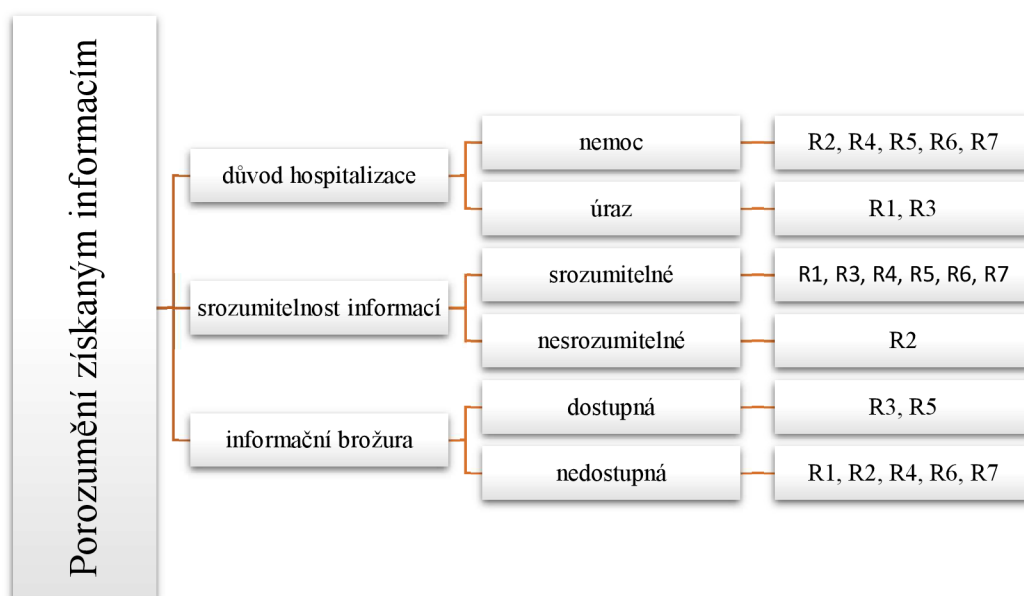 Porozumění získaným informacím
důvod hospitalizace
nemoc
R2, R4, R5, R6, R7
úraz
R1, R3
srozumitelnost informací
srozumitelné
R1, R3, R4, R5, R6, R7
nesrozumitelné
R2
informační brožura
dostupná
R3, R5
nedostupná
R1, R2, R4, R6, R7